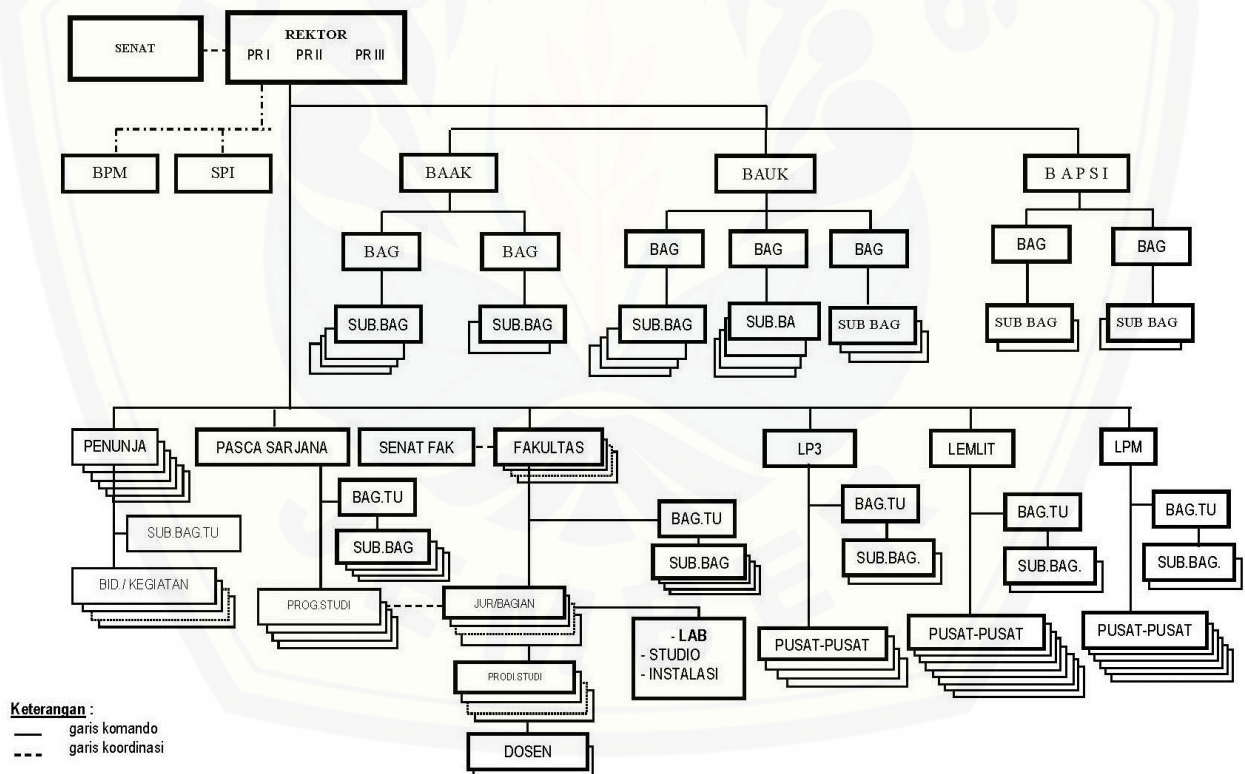 SENAT
REKTOR
PR I PR II PR III
BPM
SPI
BAAK
BAUK
B A P S I
BAG
BAG
BAG
BAG
BAG
BAG
BAG
SUB.BAG
SUB.BAG
SUB.BAG
SUB.BA
SUB BAG
SUB BAG
SUB BAG
PENUNJA
PASCA SARJANA
SENAT FAK
FAKULTAS
LP3
LEMLIT
LPM
BAG.TU
BAG.TU
BAG.TU
BAG.TU
BAG.TU
SUB.BAG.TU
SUB.BAG
SUB.BAG
SUB.BAG.
SUB.BAG.
SUB.BAG.
BID./ KEGIATAN
PROG.STUDI
JUR/BAGIAN
- LAB
- STUDIO
- INSTALASI
PUSAT-PUSAT
PUSAT-PUSAT
PUSAT-PUSAT
PRODI.STUDI
DOSEN
Keterangan :
garis komando
garis koordinasi